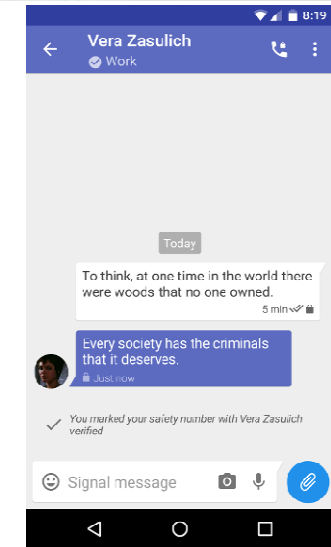 8:19
Vera Zasulich
Work
Today
To think, at one time in the world there
were woods that no one owned.
5 min
Every society has the criminals
that it deserves.
Just now
You marked your safety number with Vera Zasulich
verified
Signal message